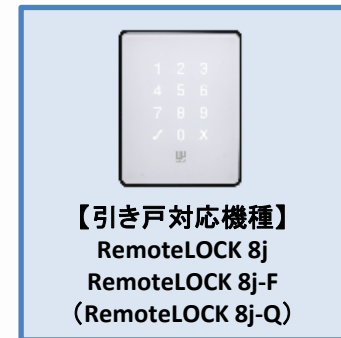 1 2 3
4 5 6
7 8 9
✓ 0 X
【引き戸対応機種】
RemoteLOCK 8j
RemoteLOCK 8j-F
（RemoteLOCK 8j-Q）